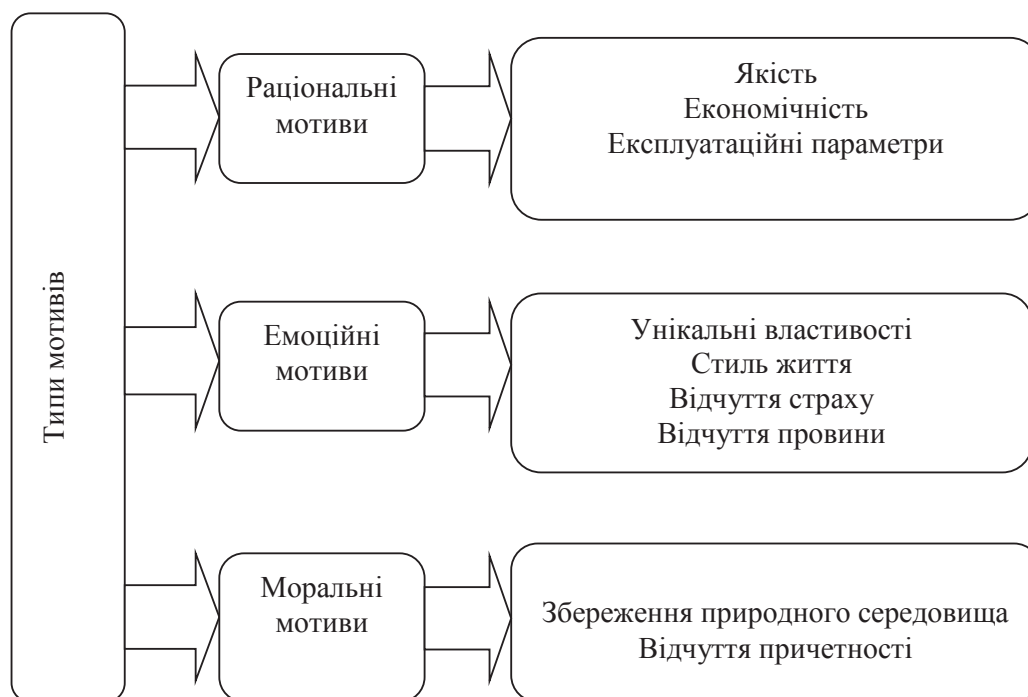 Типи мотивів
Раціональні
мотиви
Якість
Економічність
Експлуатаційні параметри
Емоційні
мотиви
Унікальні властивості
Стиль життя
Відчуття страху
Відчуття провини
Моральні
мотиви
Збереження природного середовища
Відчуття причетності